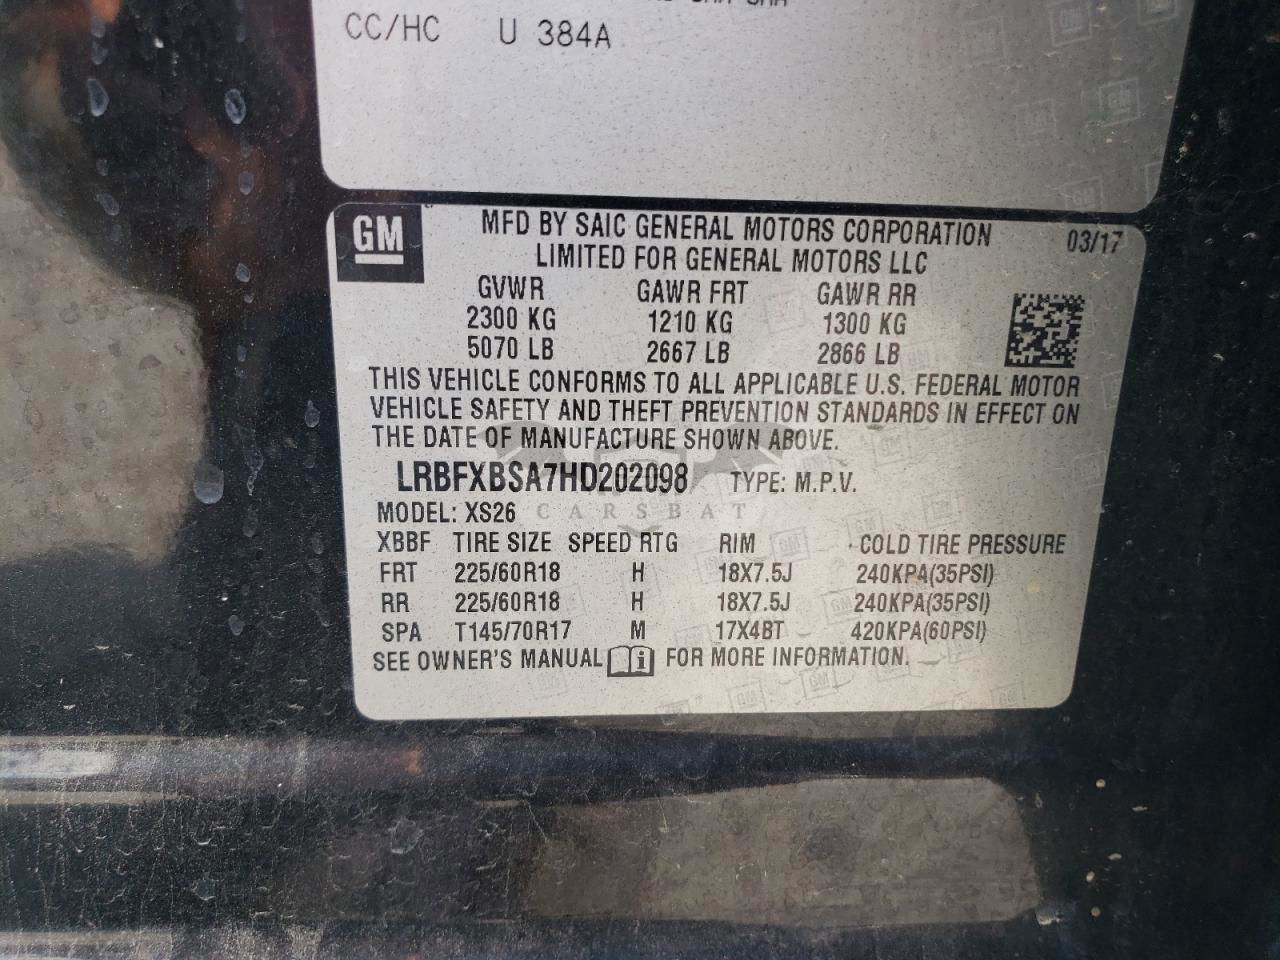 CC/HC U 384A
GM
MFD BY SAIC GENERAL MOTORS CORPORATION 03/17
LIMITED FOR GENERAL MOTORS LLC
GVWR GAWR FRT GAWR RR
2300 KG 1210 KG 1300 KG
5070 LB 2667 LB 2866 LB
THIS VEHICLE CONFORMS TO ALL APPLICABLE U.S. FEDERAL MOTOR
VEHICLE SAFETY AND THEFT PREVENTION STANDARDS IN EFFECT ON
THE DATE OF MANUFACTURE SHOWN ABOVE.
LRBFXBSA7HD202098 TYPE: M.P.V.
MODEL: XS26
CARSBAT
XBBF TIRE SIZE SPEED RTG RIM COLD TIRE PRESSURE
FRT 225/60R18 H 18X7.5J 240KPA(35PSI)
RR 225/60R18 H 18X7.5J 240KPA(35PSI)
SPA T145/70R17 M 17X4BT 420KPA(60PSI)
SEE OWNER'S MANUAL i FOR MORE INFORMATION.